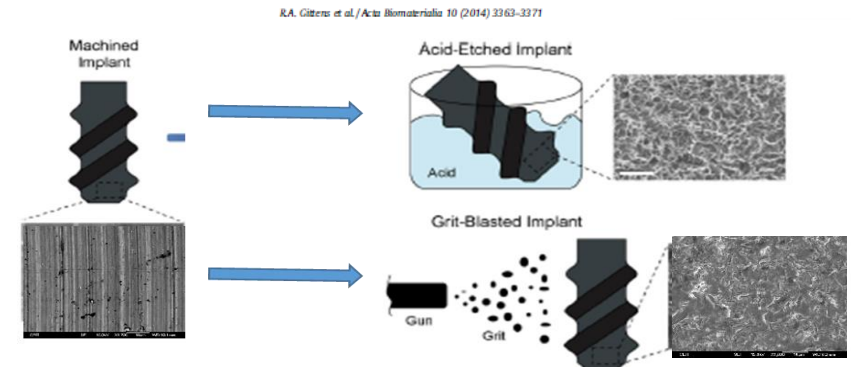 R.A. Gittens et al. / Acta Biomaterialia 10 (2014) 3363–3371
Machined
Implant
Acid-Etched Implant
Acid
Grit-Blasted Implant
Gun
Grit